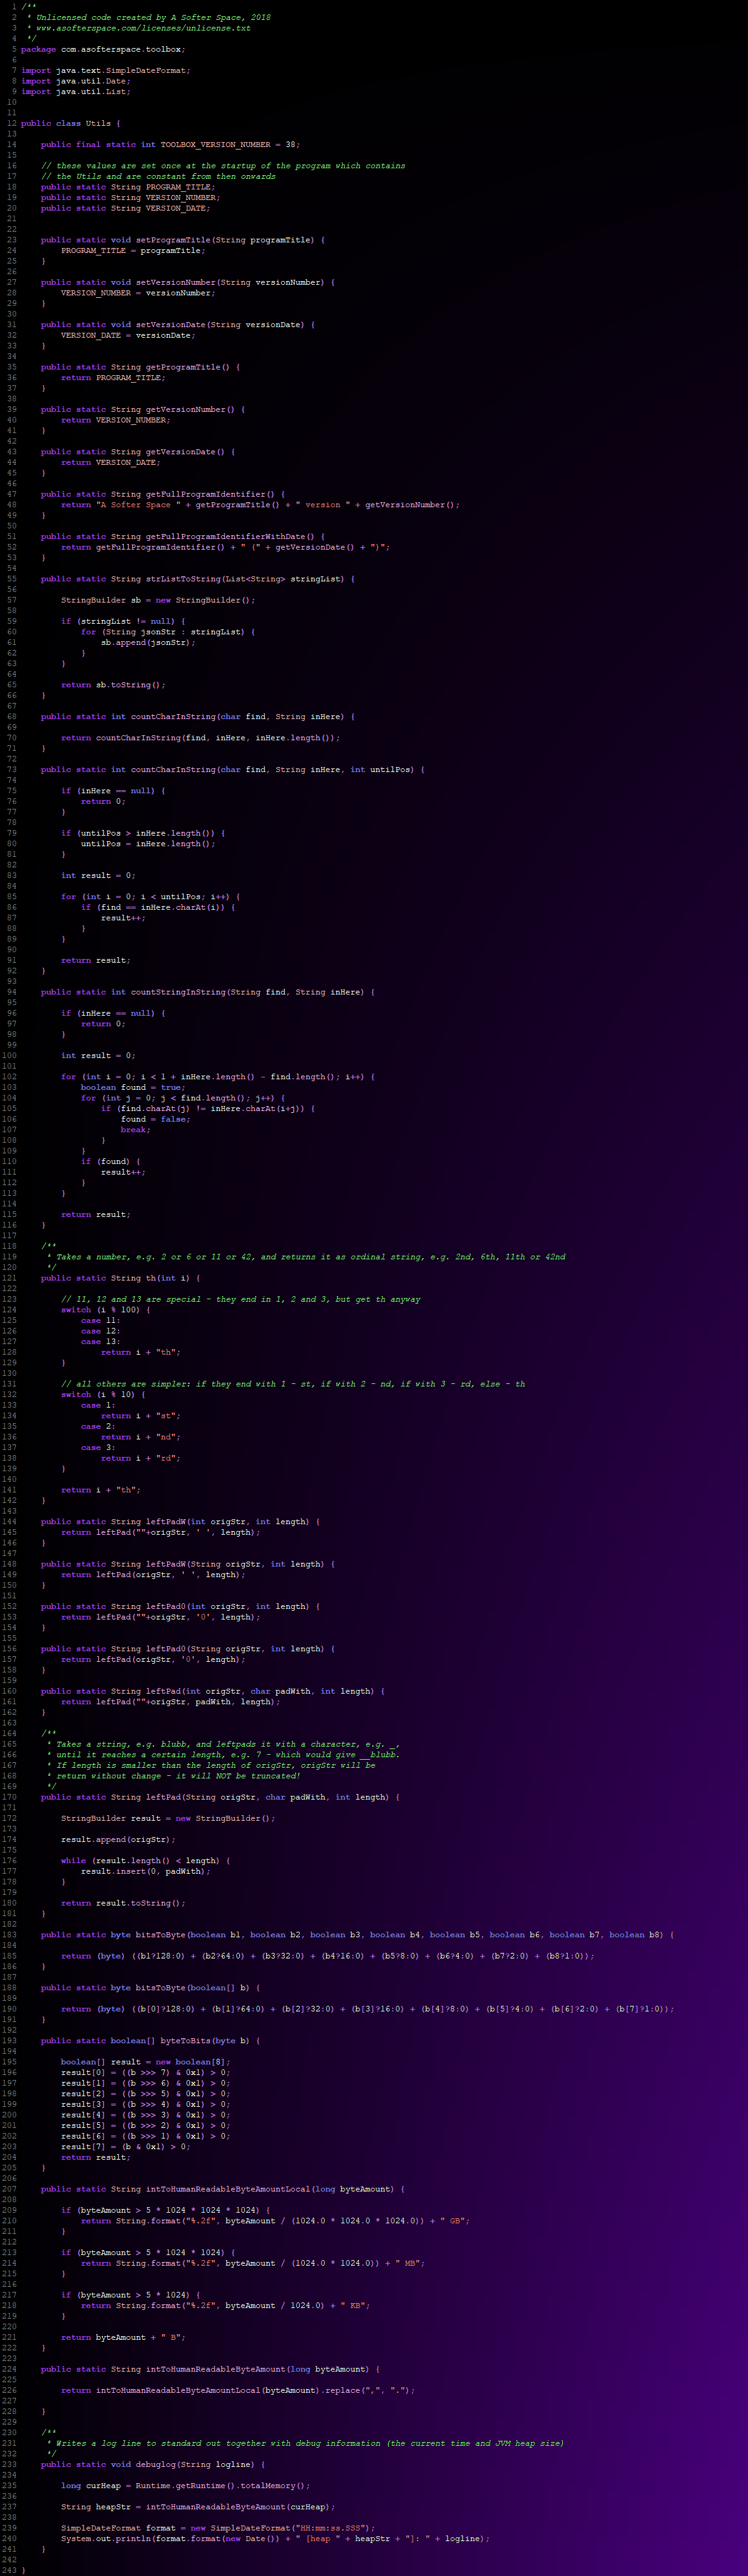 1 /**
2  * Unlicensed code created by A Softer Space, 2018
3  * www.asofterspace.com/licenses/unlicense.txt
4  */
5 package com.asofterspace.toolbox;
6
7 import java.text.SimpleDateFormat;
8 import java.util.Date;
9 import java.util.List;
10
11
12 public class Utils {
13
14     public final static int TOOLBOX_VERSION_NUMBER = 38;
15
16     // these values are set once at the startup of the program which contains
17     // the Utils and are constant from then onwards
18     public static String PROGRAM_TITLE;
19     public static String VERSION_NUMBER;
20     public static String VERSION_DATE;
21
22
23     public static void setProgramTitle(String programTitle) {
24         PROGRAM_TITLE = programTitle;
25     }
26
27     public static void setVersionNumber(String versionNumber) {
28         VERSION_NUMBER = versionNumber;
29     }
30
31     public static void setVersionDate(String versionDate) {
32         VERSION_DATE = versionDate;
33     }
34
35     public static String getProgramTitle() {
36         return PROGRAM_TITLE;
37     }
38
39     public static String getVersionNumber() {
40         return VERSION_NUMBER;
41     }
42
43     public static String getVersionDate() {
44         return VERSION_DATE;
45     }
46
47     public static String getFullProgramIdentifier() {
48         return "A Softer Space " + getProgramTitle() + " version " + getVersionNumber();
49     }
50
51     public static String getFullProgramIdentifierWithDate() {
52         return getFullProgramIdentifier() + " (" + getVersionDate() + ")";
53     }
54
55     public static String strListToString(List<String> stringList) {
56
57         StringBuilder sb = new StringBuilder();
58
59         if (stringList != null) {
60             for (String jsonStr : stringList) {
61                 sb.append(jsonStr);
62             }
63         }
64
65         return sb.toString();
66     }
67
68     public static int countCharInString(char find, String inHere) {
69
70         return countCharInString(find, inHere, inHere.length());
71     }
72
73     public static int countCharInString(char find, String inHere, int untilPos) {
74
75         if (inHere == null) {
76             return 0;
77         }
78
79         if (untilPos > inHere.length()) {
80             untilPos = inHere.length();
81         }
82
83         int result = 0;
84
85         for (int i = 0; i < untilPos; i++) {
86             if (find == inHere.charAt(i)) {
87                 result++;
88             }
89         }
90
91         return result;
92     }
93
94     public static int countStringInString(String find, String inHere) {
95
96         if (inHere == null) {
97             return 0;
98         }
99
100         int result = 0;
101
102         for (int i = 0; i < 1 + inHere.length() - find.length(); i++) {
103             boolean found = true;
104             for (int j = 0; j < find.length(); j++) {
105                 if (find.charAt(j) != inHere.charAt(i+j)) {
106                     found = false;
107                     break;
108                 }
109             }
110             if (found) {
111                 result++;
112             }
113         }
114
115         return result;
116     }
117
118     /**
119      * Takes a number, e.g. 2 or 6 or 11 or 42, and returns it as ordinal string, e.g. 2nd, 6th, 11th or 42nd
120      */
121     public static String th(int i) {
122
123         // 11, 12 and 13 are special - they end in 1, 2 and 3, but get th anyway
124         switch (i % 100) {
125             case 11:
126             case 12:
127             case 13:
128                 return i + "th";
129         }
130
131         // all others are simpler: if they end with 1 - st, if with 2 - nd, if with 3 - rd, else - th
132         switch (i % 10) {
133             case 1:
134                 return i + "st";
135             case 2:
136                 return i + "nd";
137             case 3:
138                 return i + "rd";
139         }
140
141         return i + "th";
142     }
143
144     public static String leftPadW(int origStr, int length) {
145         return leftPad(""+origStr, ' ', length);
146     }
147
148     public static String leftPadW(String origStr, int length) {
149         return leftPad(origStr, ' ', length);
150     }
151
152     public static String leftPad0(int origStr, int length) {
153         return leftPad(""+origStr, '0', length);
154     }
155
156     public static String leftPad0(String origStr, int length) {
157         return leftPad(origStr, '0', length);
158     }
159
160     public static String leftPad(int origStr, char padWith, int length) {
161         return leftPad(""+origStr, padWith, length);
162     }
163
164     /**
165      * Takes a string, e.g. blubb, and leftpads it with a character, e.g. _,
166      * until it reaches a certain length, e.g. 7 - which would give __blubb.
167      * If length is smaller than the length of origStr, origStr will be
168      * return without change - it will NOT be truncated!
169      */
170     public static String leftPad(String origStr, char padWith, int length) {
171
172         StringBuilder result = new StringBuilder();
173
174         result.append(origStr);
175
176         while (result.length() < length) {
177             result.insert(0, padWith);
178         }
179
180         return result.toString();
181     }
182
183     public static byte bitsToByte(boolean b1, boolean b2, boolean b3, boolean b4, boolean b5, boolean b6, boolean b7, boolean b8) {
184
185         return (byte) ((b1?128:0) + (b2?64:0) + (b3?32:0) + (b4?16:0) + (b5?8:0) + (b6?4:0) + (b7?2:0) + (b8?1:0));
186     }
187
188     public static byte bitsToByte(boolean[] b) {
189
190         return (byte) ((b[0]?128:0) + (b[1]?64:0) + (b[2]?32:0) + (b[3]?16:0) + (b[4]?8:0) + (b[5]?4:0) + (b[6]?2:0) + (b[7]?1:0));
191     }
192
193     public static boolean[] byteToBits(byte b) {
194
195         boolean[] result = new boolean[8];
196         result[0] = ((b >>> 7) & 0x1) > 0;
197         result[1] = ((b >>> 6) & 0x1) > 0;
198         result[2] = ((b >>> 5) & 0x1) > 0;
199         result[3] = ((b >>> 4) & 0x1) > 0;
200         result[4] = ((b >>> 3) & 0x1) > 0;
201         result[5] = ((b >>> 2) & 0x1) > 0;
202         result[6] = ((b >>> 1) & 0x1) > 0;
203         result[7] = (b & 0x1) > 0;
204         return result;
205     }
206
207     public static String intToHumanReadableByteAmountLocal(long byteAmount) {
208
209         if (byteAmount > 5 * 1024 * 1024 * 1024) {
210             return String.format("%.2f", byteAmount / (1024.0 * 1024.0 * 1024.0)) + " GB";
211         }
212
213         if (byteAmount > 5 * 1024 * 1024) {
214             return String.format("%.2f", byteAmount / (1024.0 * 1024.0)) + " MB";
215         }
216
217         if (byteAmount > 5 * 1024) {
218             return String.format("%.2f", byteAmount / 1024.0) + " KB";
219         }
220
221         return byteAmount + " B";
222     }
223
224     public static String intToHumanReadableByteAmount(long byteAmount) {
225
226         return intToHumanReadableByteAmountLocal(byteAmount).replace(",", ".");
227
228     }
229
230     /**
231      * Writes a log line to standard out together with debug information (the current time and JVM heap size)
232      */
233     public static void debuglog(String logline) {
234
235         long curHeap = Runtime.getRuntime().totalMemory();
236
237         String heapStr = intToHumanReadableByteAmount(curHeap);
238
239         SimpleDateFormat format = new SimpleDateFormat("HH:mm:ss.SSS");
240         System.out.println(format.format(new Date()) + " [heap " + heapStr + "]: " + logline);
241     }
242
243 }